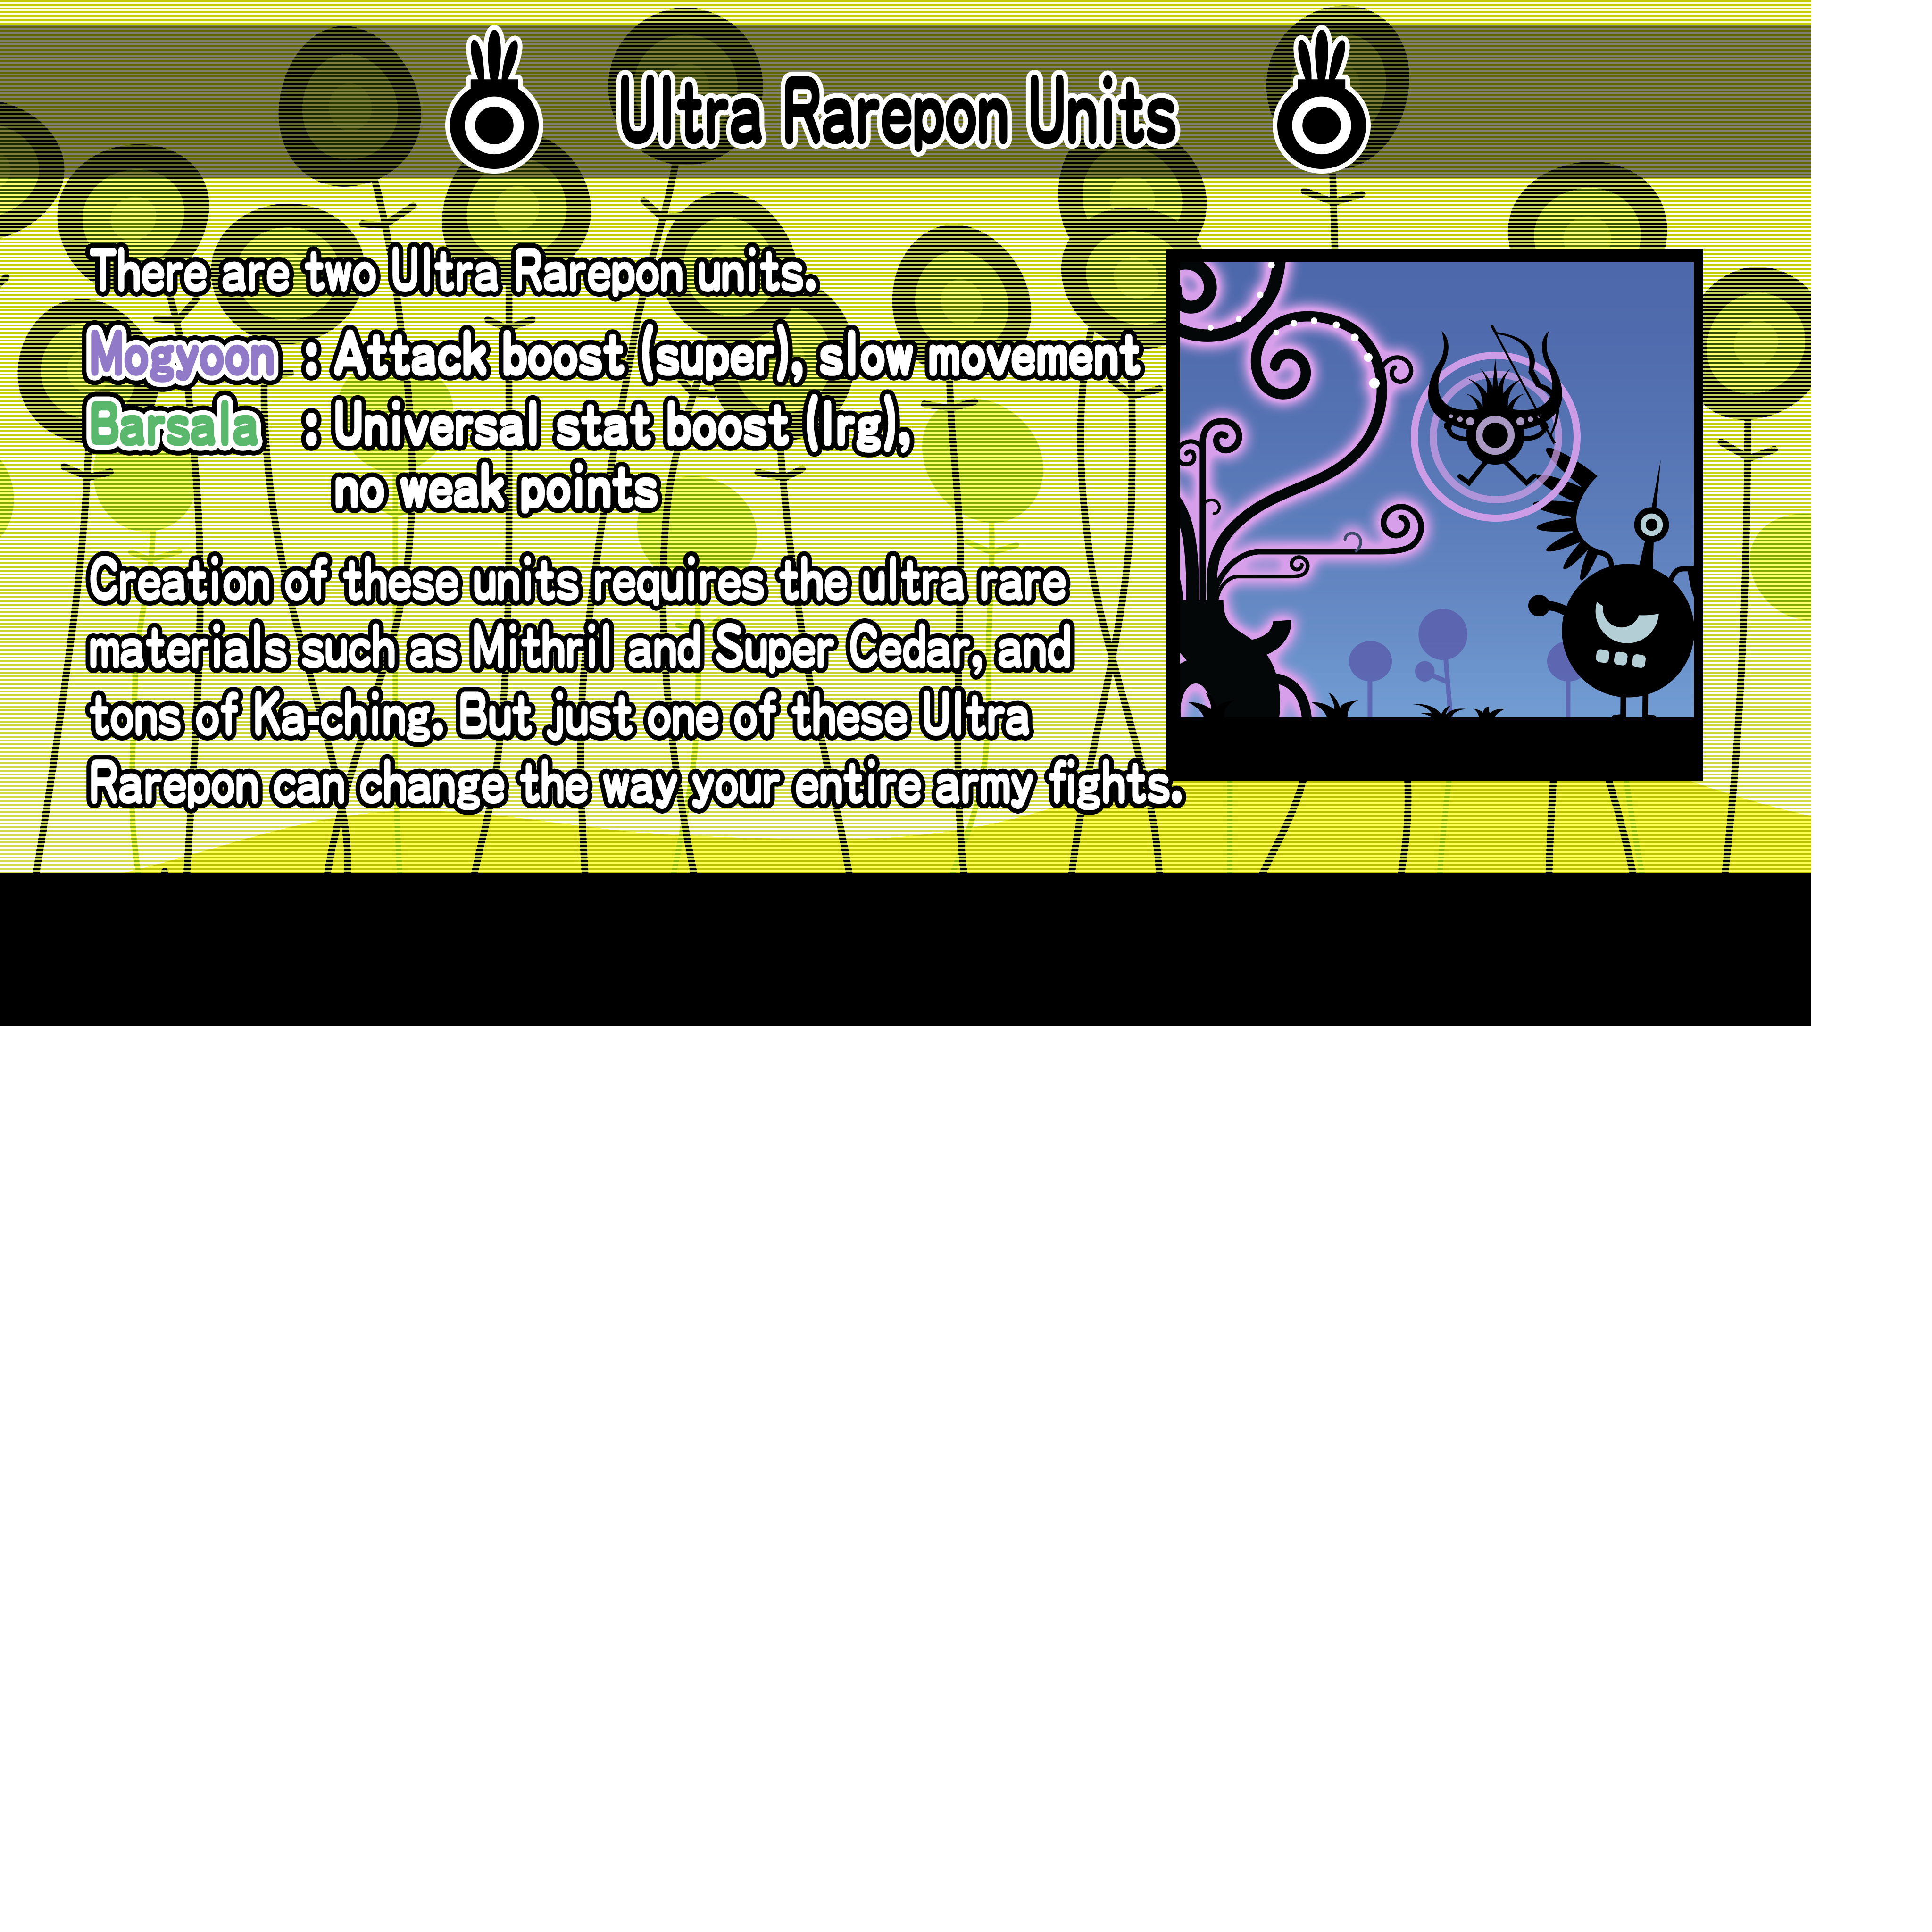 Ultra Rarepon Units
There are two Ultra Rarepon units.
Mogyoon : Attack boost (super), slow movement
Barsala : Universal stat boost (lrg),
no weak points
Creation of these units requires the ultra rare
materials such as Mithril and Super Cedar, and
tons of Ka-ching. But just one of these Ultra
Rarepon can change the way your entire army fights.